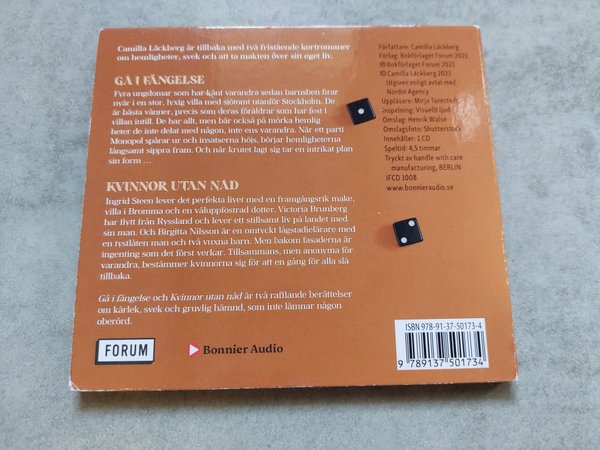 Camilla Läckberg är tillbaka med två fristående kortromaner
om hemligheter, svek och att ta makten över sitt eget liv.
GÅ I FÄNGELSE
Fyra ungdomar som har känt varandra sedan barnsben firar
nyår i en stor, lyxig villa med sjötomt utanför Stockholm. De
är bästa vänner, precis som deras föräldrar som har fest i
villan intill. De har allt, men bär också på mörka hemlig-
heter de inte delat med någon, inte ens varandra. När ett parti
Monopol spårar ur och insatserna höjs, börjar hemligheterna
långsamt sippra fram. Och när krutet lagt sig tar en intrikat plan
sin form …
KVINNOR UTAN NÅD
Ingrid Steen lever det perfekta livet med en framgångsrik make,
villa i Bromma och en väluppfostrad dotter. Victoria Brunberg
har flytt från Ryssland och lever ett stillsamt liv på landet med
sin man. Och Birgitta Nilsson är en omtyckt lågstadielärare med
en tystlåten man och två vuxna barn. Men bakom fasaderna är
ingenting som det först verkar. Tillsammans, men anonyma för
varandra, bestämmer kvinnorna sig för att en gång för alla slå
tillbaka.
Gå i fängelse och Kvinnor utan nåd är två rafflande berättelser
om kärlek, svek och gruvlig hämnd, som inte lämnar någon
oberörd.
FORUM
Bonnier Audio
Författare: Camilla Läckberg
Förlag: Bokförlaget Forum 2021
Ⓟ Bokförlaget Forum 2021
© Camilla Läckberg 2021
Utgiven enligt avtal med
Nordin Agency
Uppläsare: Mirja Turestedt
Inspelning: Visuellt ljud
Omslag: Henrik Walse
Omslagsfoto: Shutterstock
Innehåller: 1 CD
Speltid: 4,5 timmar
Tryckt av handle with care
manufacturing, BERLIN
IFCD 1008
www.bonnieraudio.se
ISBN 978-91-37-50173-4
9 789137 501734